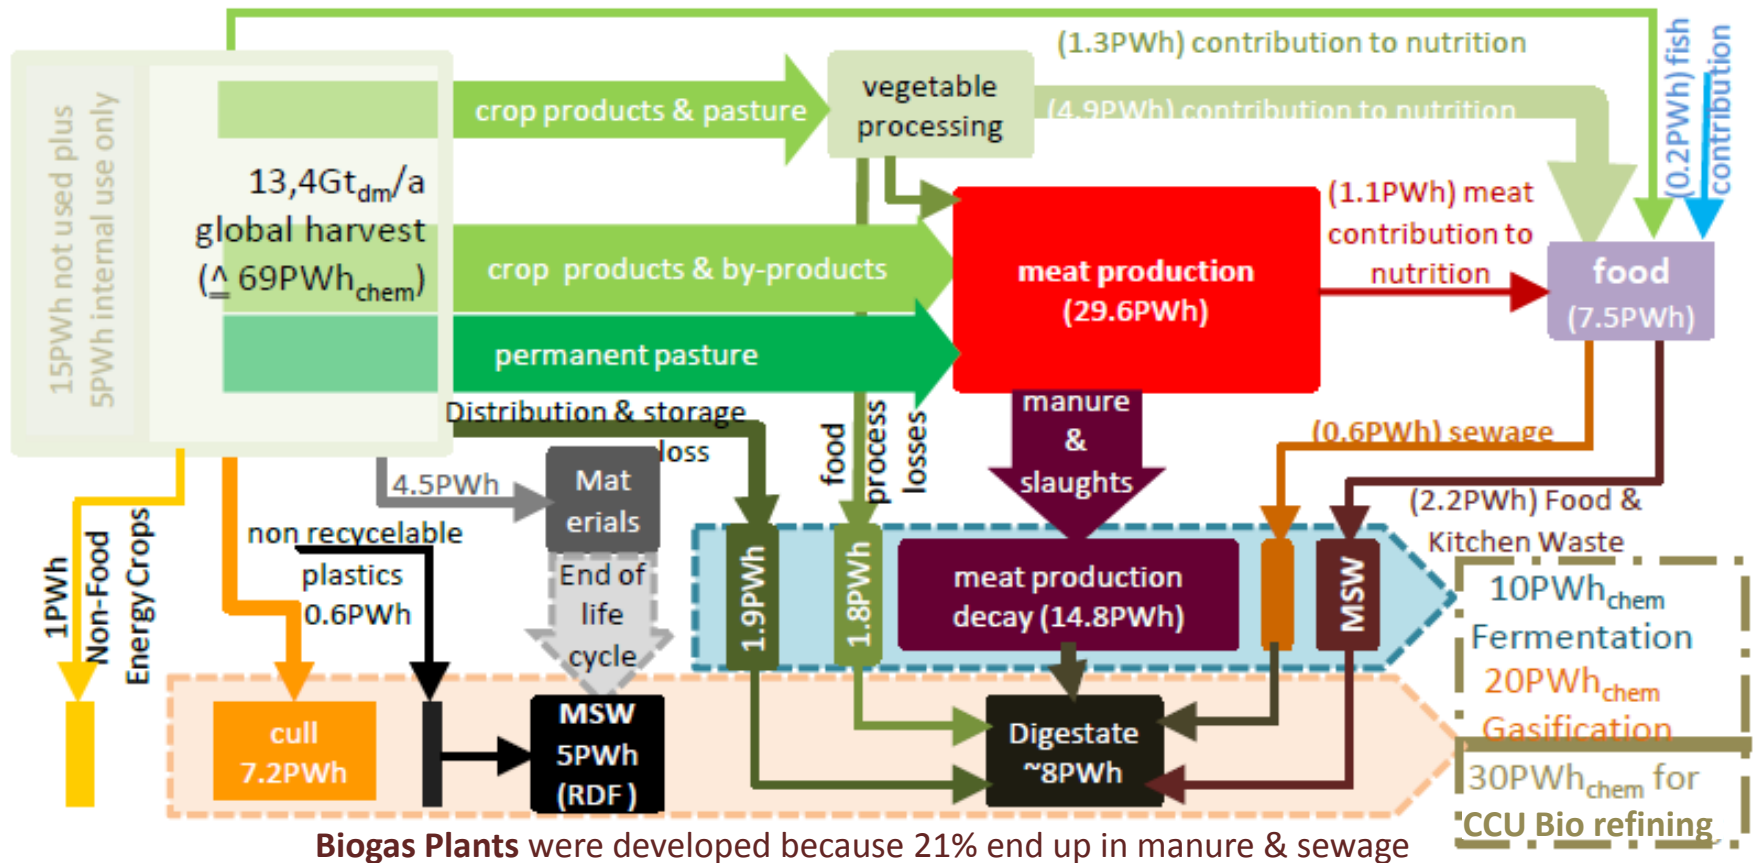 (1.3PWh) contribution to nutrition
(0.2PWh) fish
contribution
15PWh not used plus
5PWh internal use only
crop products & pasture
vegetable
processing
(4.9PWh) contribution to nutrition
13,4Gtdm/a
global harvest
(≙ 69PWhchem)
crop products & by-products
meat production
(29.6PWh)
(1.1PWh) meat
contribution to
nutrition
food
(7.5PWh)
permanent pasture
Distribution & storage
loss
food
process
losses
manure
&
slaughts
(0.6PWh) sewage
4.5PWh
Mat
erials
(2.2PWh) Food &
Kitchen Waste
1PWh
Non-Food
Energy Crops
non recycelable
plastics
0.6PWh
End of
life
cycle
1.9PWh
1.8PWh
meat production
decay (14.8PWh)
MSW
10PWhchem
Fermentation
20PWhchem
Gasification
cull
7.2PWh
MSW
5PWh
(RDF)
Digestate
~8PWh
30PWhchem for
CCU Bio refining
Biogas Plants were developed because 21% end up in manure & sewage